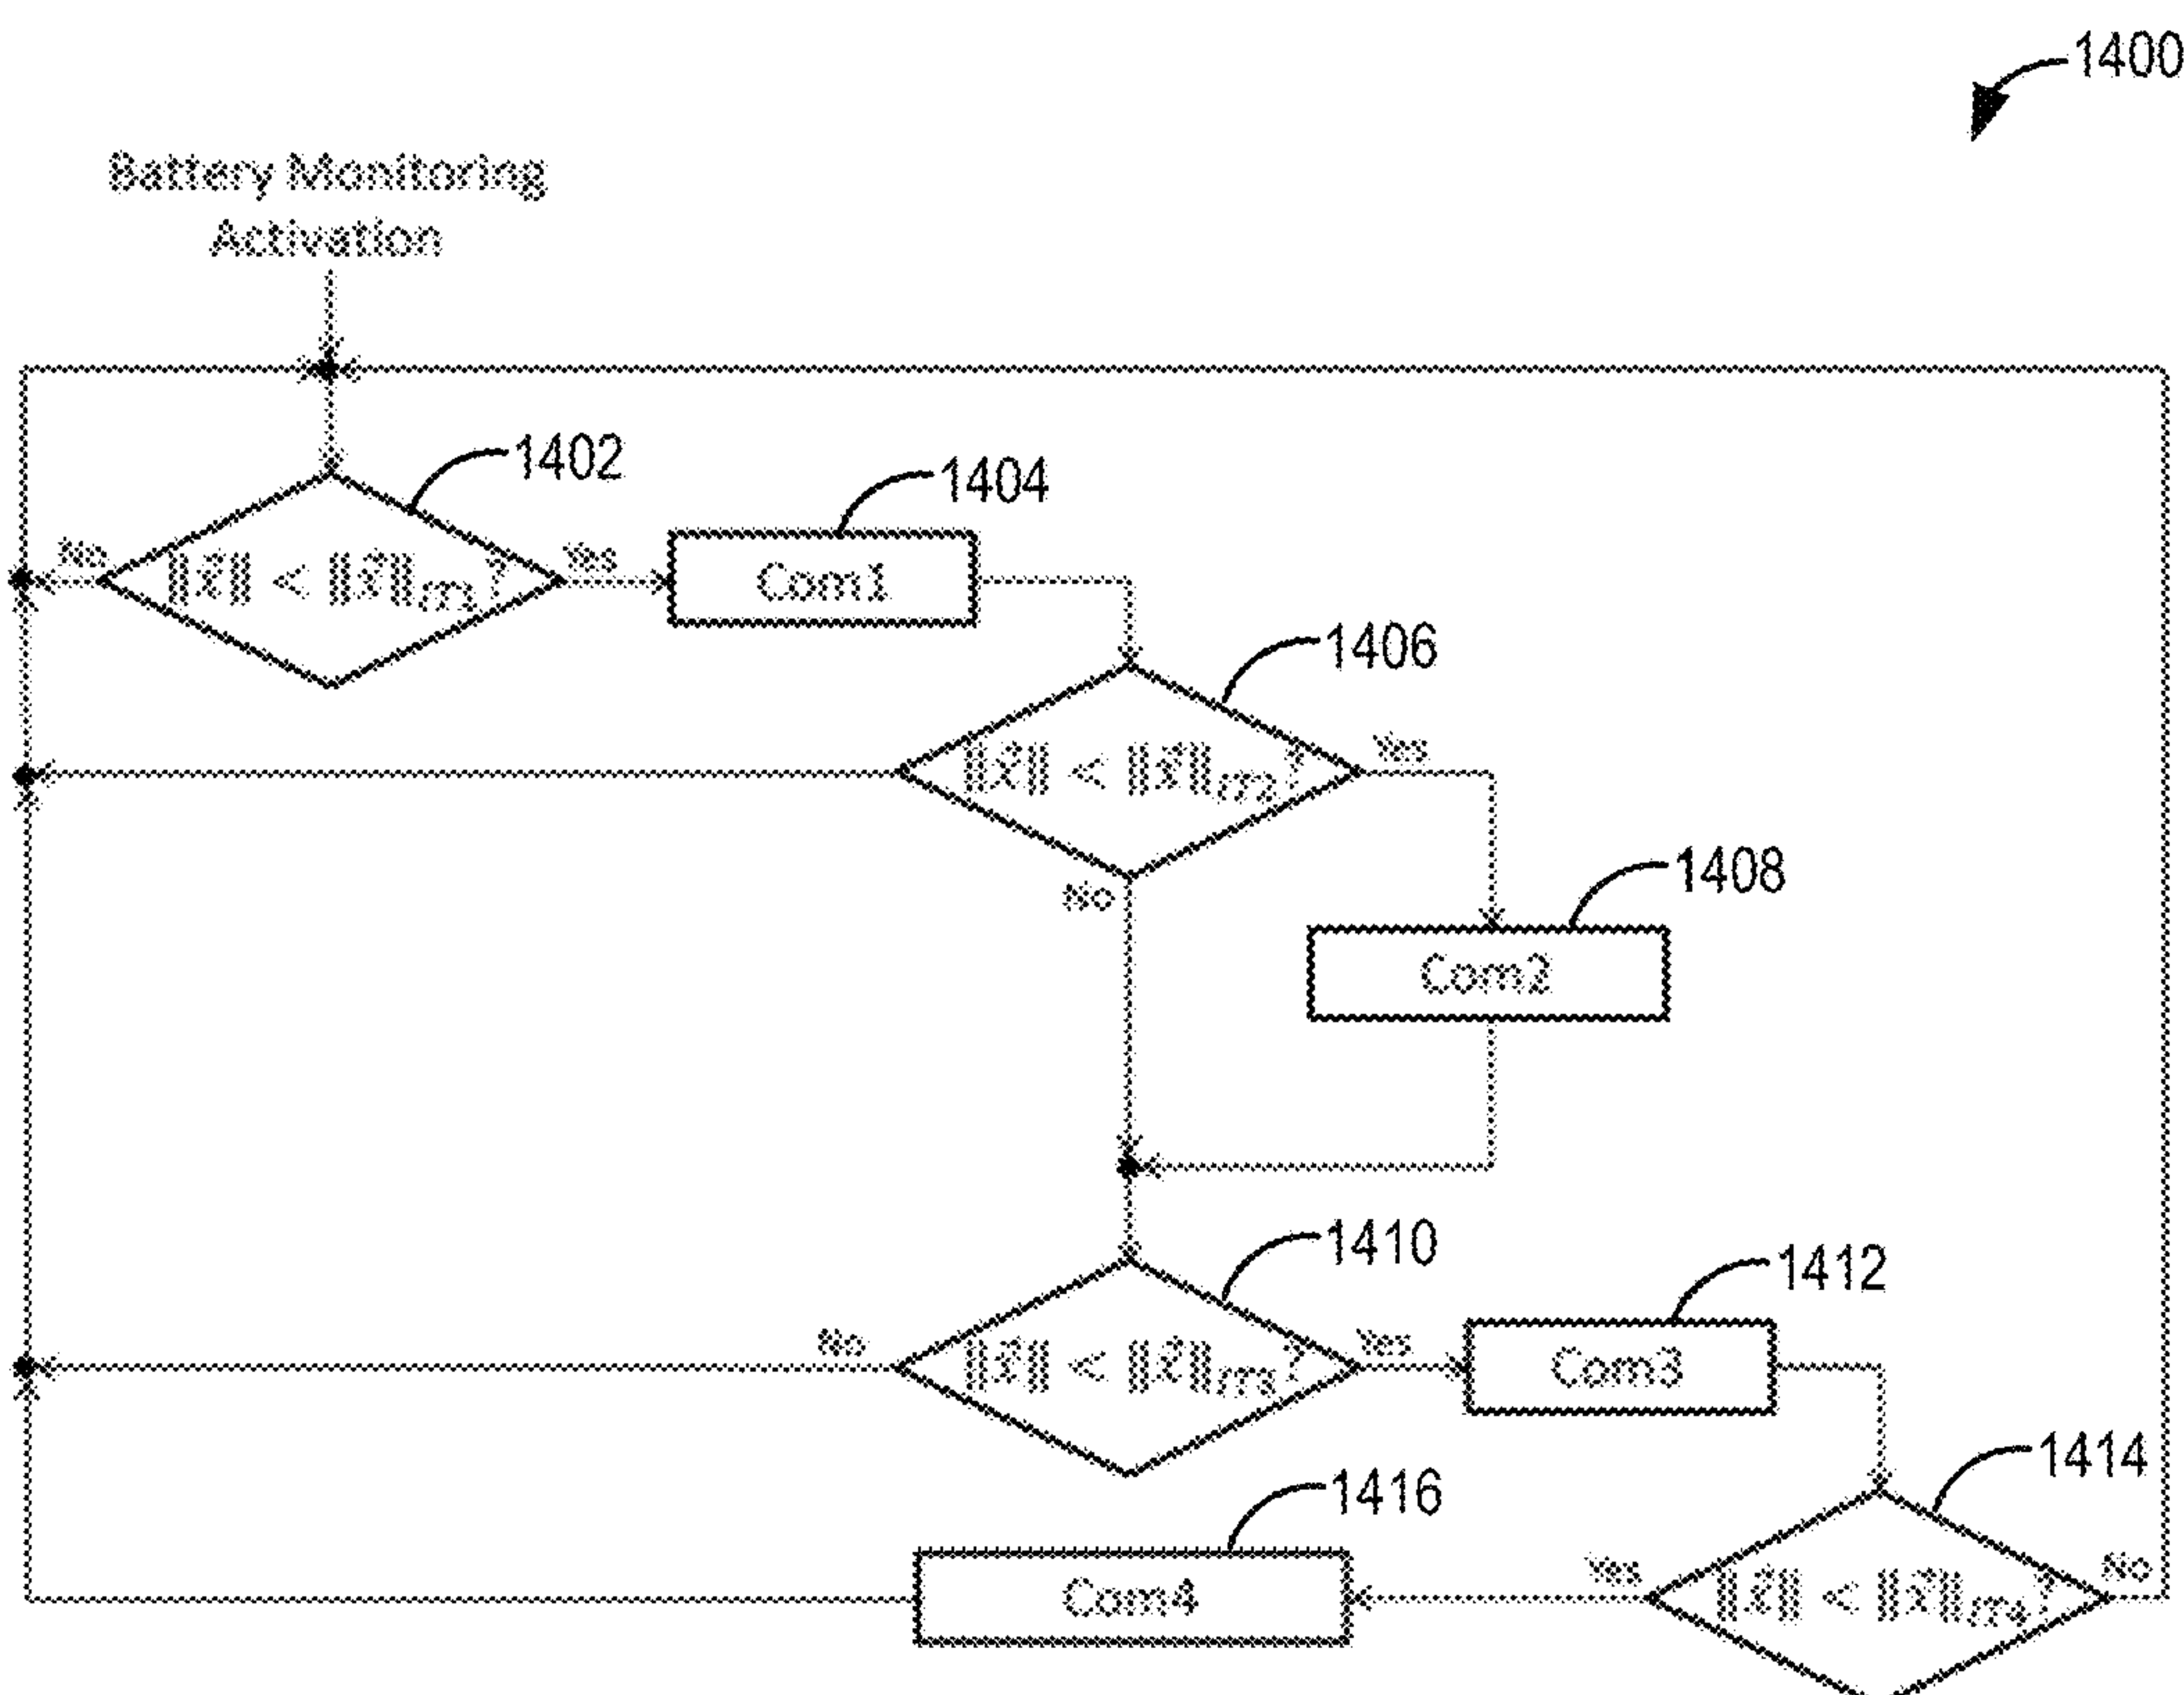 1400
Battery Monitoring
Activation
1402
1404
No
Yes
Com1
1406
Yes
1408
No
Com2
1410
1412
No
Yes
Com3
1414
1416
Yes
No
Com4